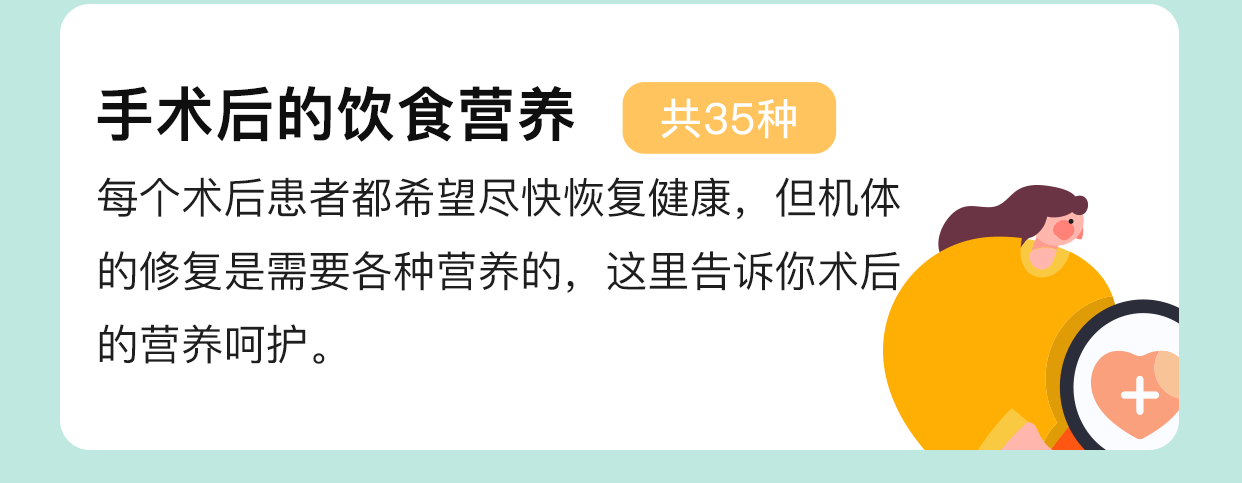 手术后的饮食营养
共35种
每个术后患者都希望尽快恢复健康，但机体
的修复是需要各种营养的，这里告诉你术后
的营养呵护。